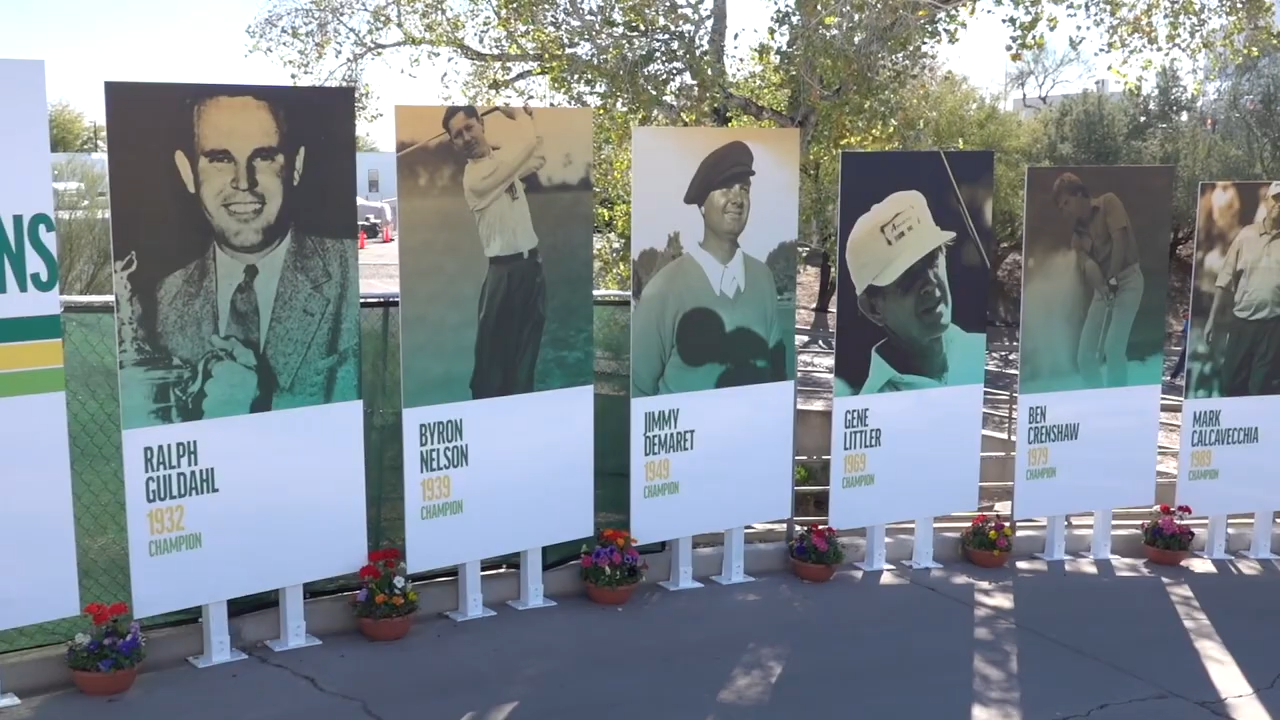 NS
RALPH
GULDAHL
1932
CHAMPION
BYRON
NELSON
1939
CHAMPION
JIMMY
DEMARET
1949
CHAMPION
GENE
LITTLER
1969
CHAMPION
BEN
CRENSHAW
1979
CHAMPION
MARK
CALCAVECCHIA
1989
CHAMPION